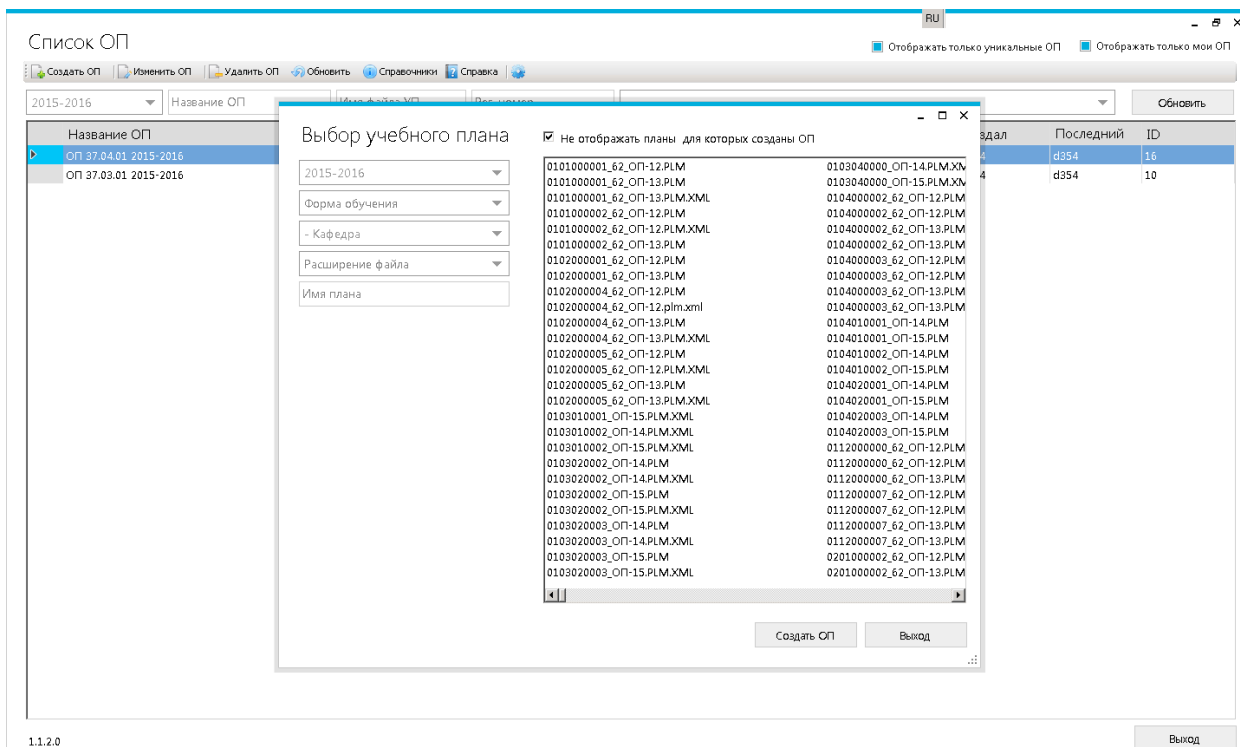 RU
Список ОП
Отображать только уникальные ОП
Отображать только мои ОП
Создать ОП Изменить ОП Удалить ОП Обновить Справочники Справка
2015-2016 Название ОП Имя файла УП Рег. номер Обновить
Название ОП здал Последний ID
ОП 37.04.01 2015-2016 4 d354 16
ОП 37.03.01 2015-2016 4 d354 10
Выбор учебного плана
Не отображать планы для которых созданы ОП
2015-2016
Форма обучения
- Кафедра
Расширение файла
Имя плана
0101000001_62_ОП-12.PLM
0101000001_62_ОП-13.PLM
0101000001_62_ОП-13.PLM.XML
0101000002_62_ОП-12.PLM
0101000002_62_ОП-12.PLM.XML
0101000002_62_ОП-13.PLM
0102000001_62_ОП-12.PLM
0102000001_62_ОП-13.PLM
0102000004_62_ОП-12.PLM
0102000004_62_ОП-12.plm.xml
0102000004_62_ОП-13.PLM
0102000004_62_ОП-13.PLM.XML
0102000005_62_ОП-12.PLM
0102000005_62_ОП-12.PLM.XML
0102000005_62_ОП-13.PLM
0102000005_62_ОП-13.PLM.XML
0103010001_ОП-15.PLM.XML
0103010002_ОП-14.PLM.XML
0103010002_ОП-15.PLM.XML
0103020002_ОП-14.PLM
0103020002_ОП-14.PLM.XML
0103020002_ОП-15.PLM
0103020002_ОП-15.PLM.XML
0103020003_ОП-14.PLM
0103020003_ОП-14.PLM.XML
0103020003_ОП-15.PLM
0103020003_ОП-15.PLM.XML
0103040000_ОП-14.PLM.XM
0103040000_ОП-15.PLM.XM
0104000002_62_ОП-12.PLM
0104000002_62_ОП-12.PLM
0104000002_62_ОП-13.PLM
0104000002_62_ОП-13.PLM
0104000003_62_ОП-12.PLM
0104000003_62_ОП-12.PLM
0104000003_62_ОП-13.PLM
0104000003_62_ОП-13.PLM
0104010001_ОП-14.PLM
0104010001_ОП-15.PLM
0104010002_ОП-14.PLM
0104010002_ОП-15.PLM
0104020001_ОП-14.PLM
0104020001_ОП-15.PLM
0104020003_ОП-14.PLM
0104020003_ОП-15.PLM
0112000000_62_ОП-12.PLM
0112000000_62_ОП-12.PLM
0112000000_62_ОП-13.PLM
0112000007_62_ОП-12.PLM
0112000007_62_ОП-12.PLM
0112000007_62_ОП-13.PLM
0112000007_62_ОП-13.PLM
0201000002_62_ОП-12.PLM
0201000002_62_ОП-13.PLM
Создать ОП Выход
1.1.2.0 Выход